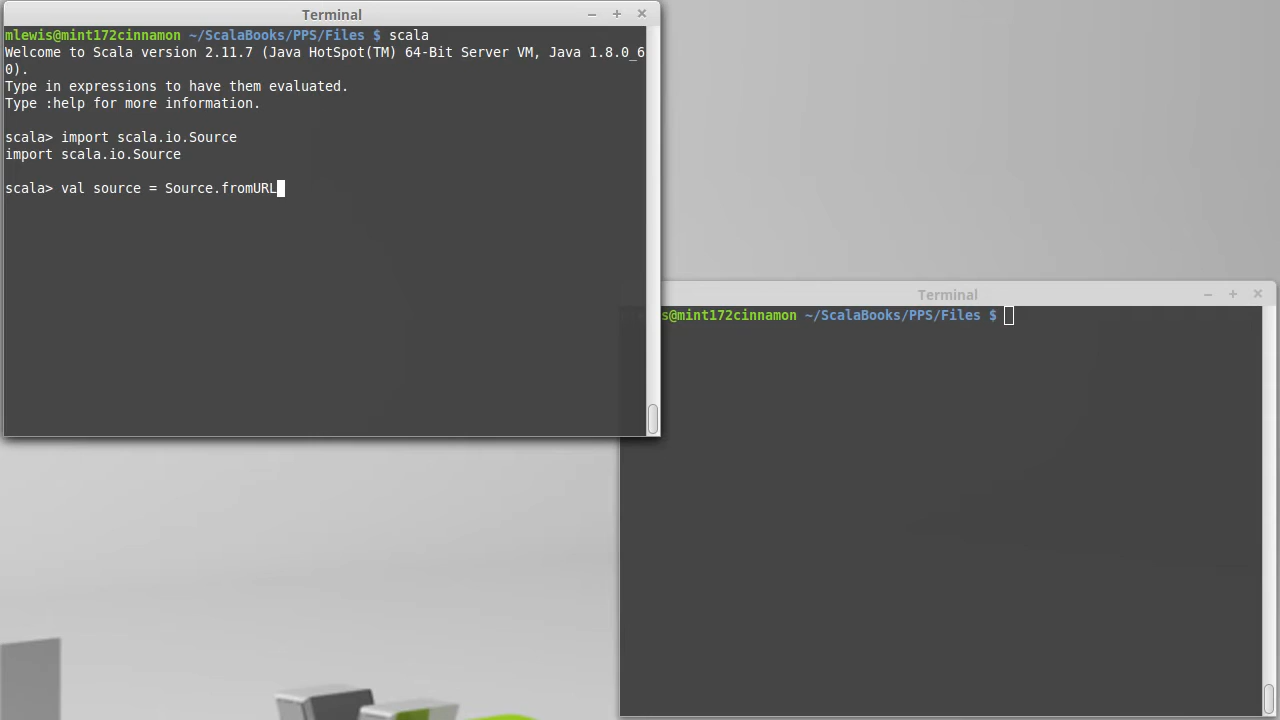 Terminal
mlewis@mint172cinnamon ~/ScalaBooks/PPS/Files $ scala
Welcome to Scala version 2.11.7 (Java HotSpot(TM) 64-Bit Server VM, Java 1.8.0_6
0).
Type in expressions to have them evaluated.
Type :help for more information.
scala> import scala.io.Source
import scala.io.Source
scala> val source = Source.fromURL
Terminal
s@mint172cinnamon ~/ScalaBooks/PPS/Files $